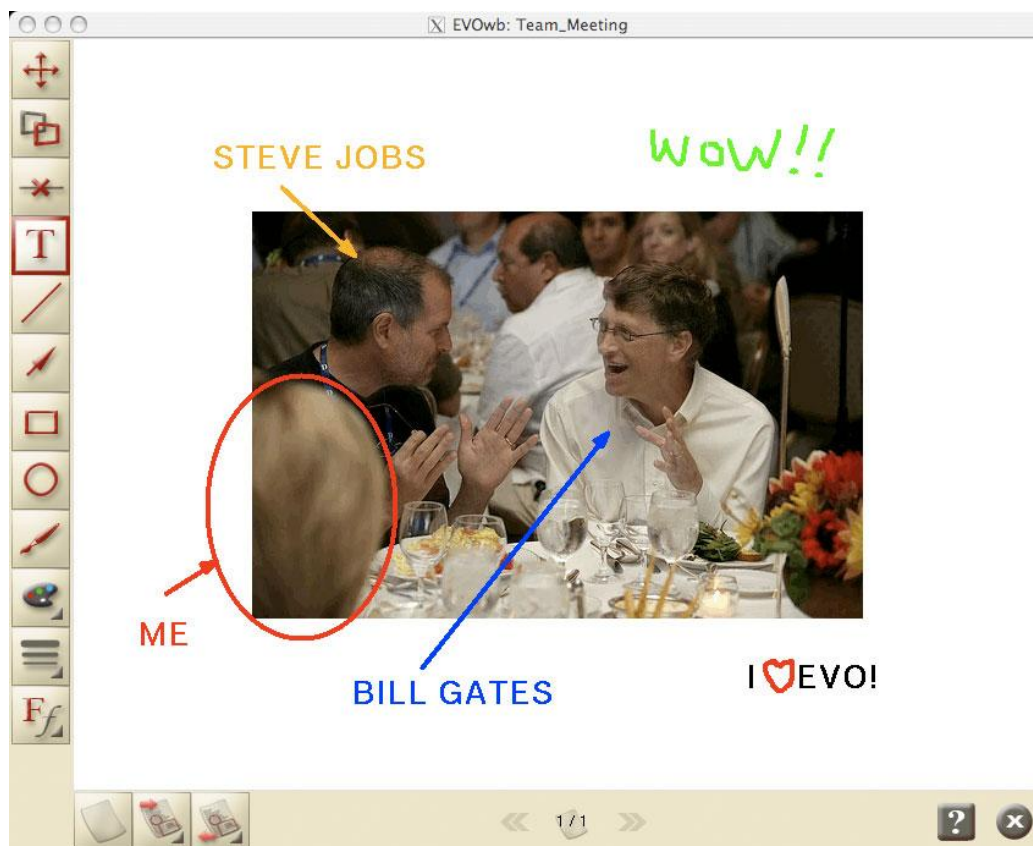 EVOwb: Team_Meeting
STEVE JOBS
WOW!!
T
ME
BILL GATES
I EVO!
F f
1 / 1
?